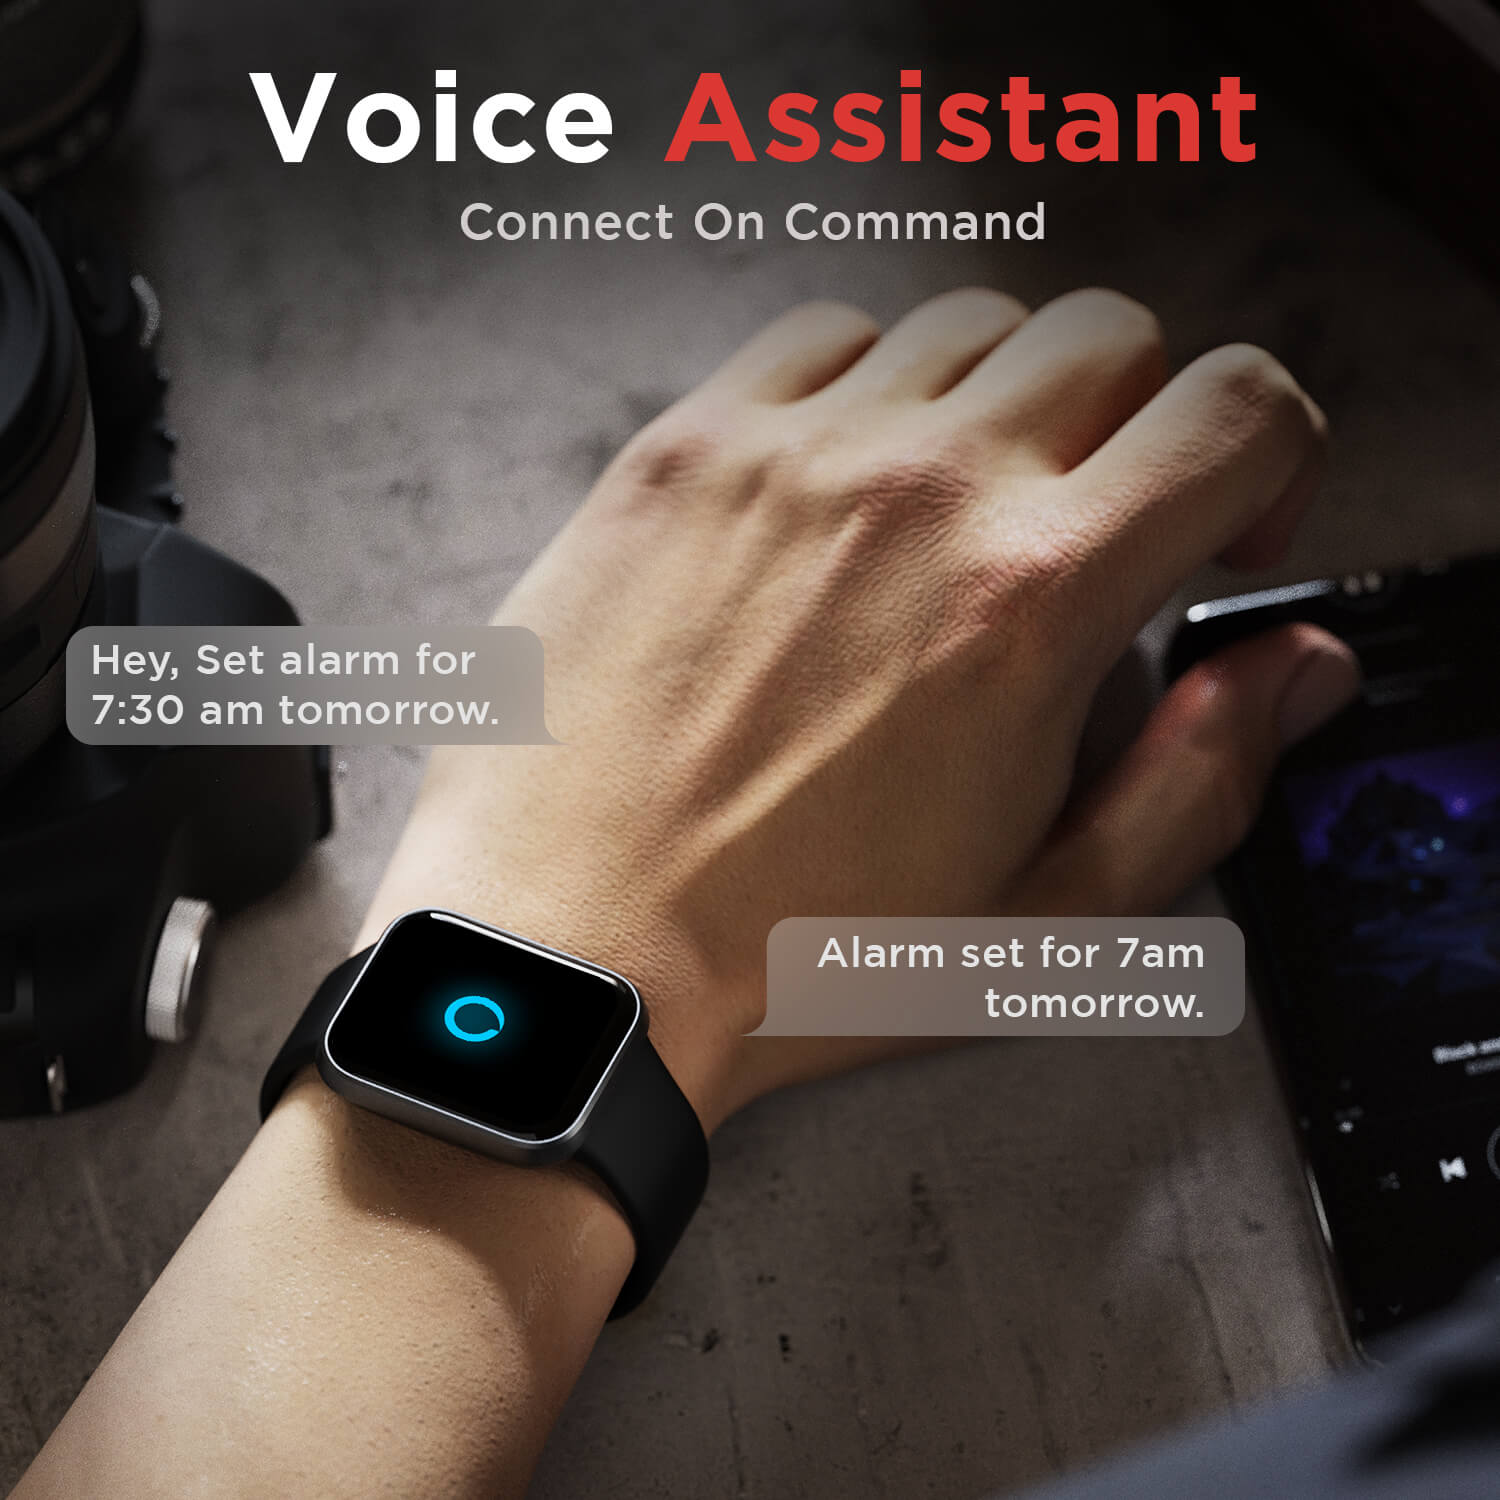 Voice Assistant
Connect On Command
Hey, Set alarm for
7:30 am tomorrow.
Alarm set for 7am
tomorrow.